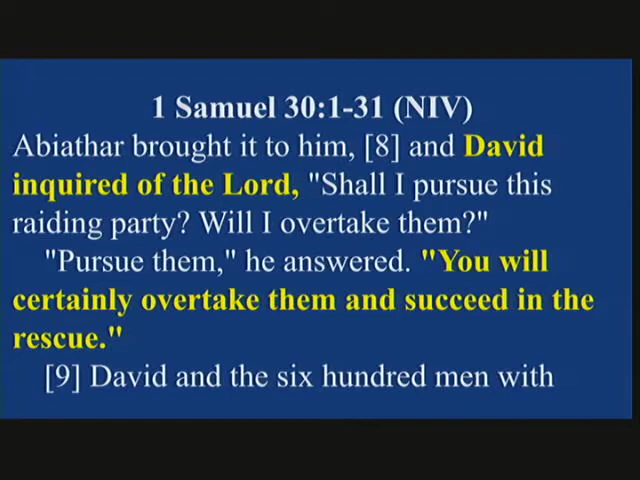 1 Samuel 30:1-31 (NIV)
Abiathar brought it to him, [8] and David
inquired of the Lord, "Shall I pursue this
raiding party? Will I overtake them?"
"Pursue them," he answered. "You will
certainly overtake them and succeed in the
rescue."
[9] David and the six hundred men with